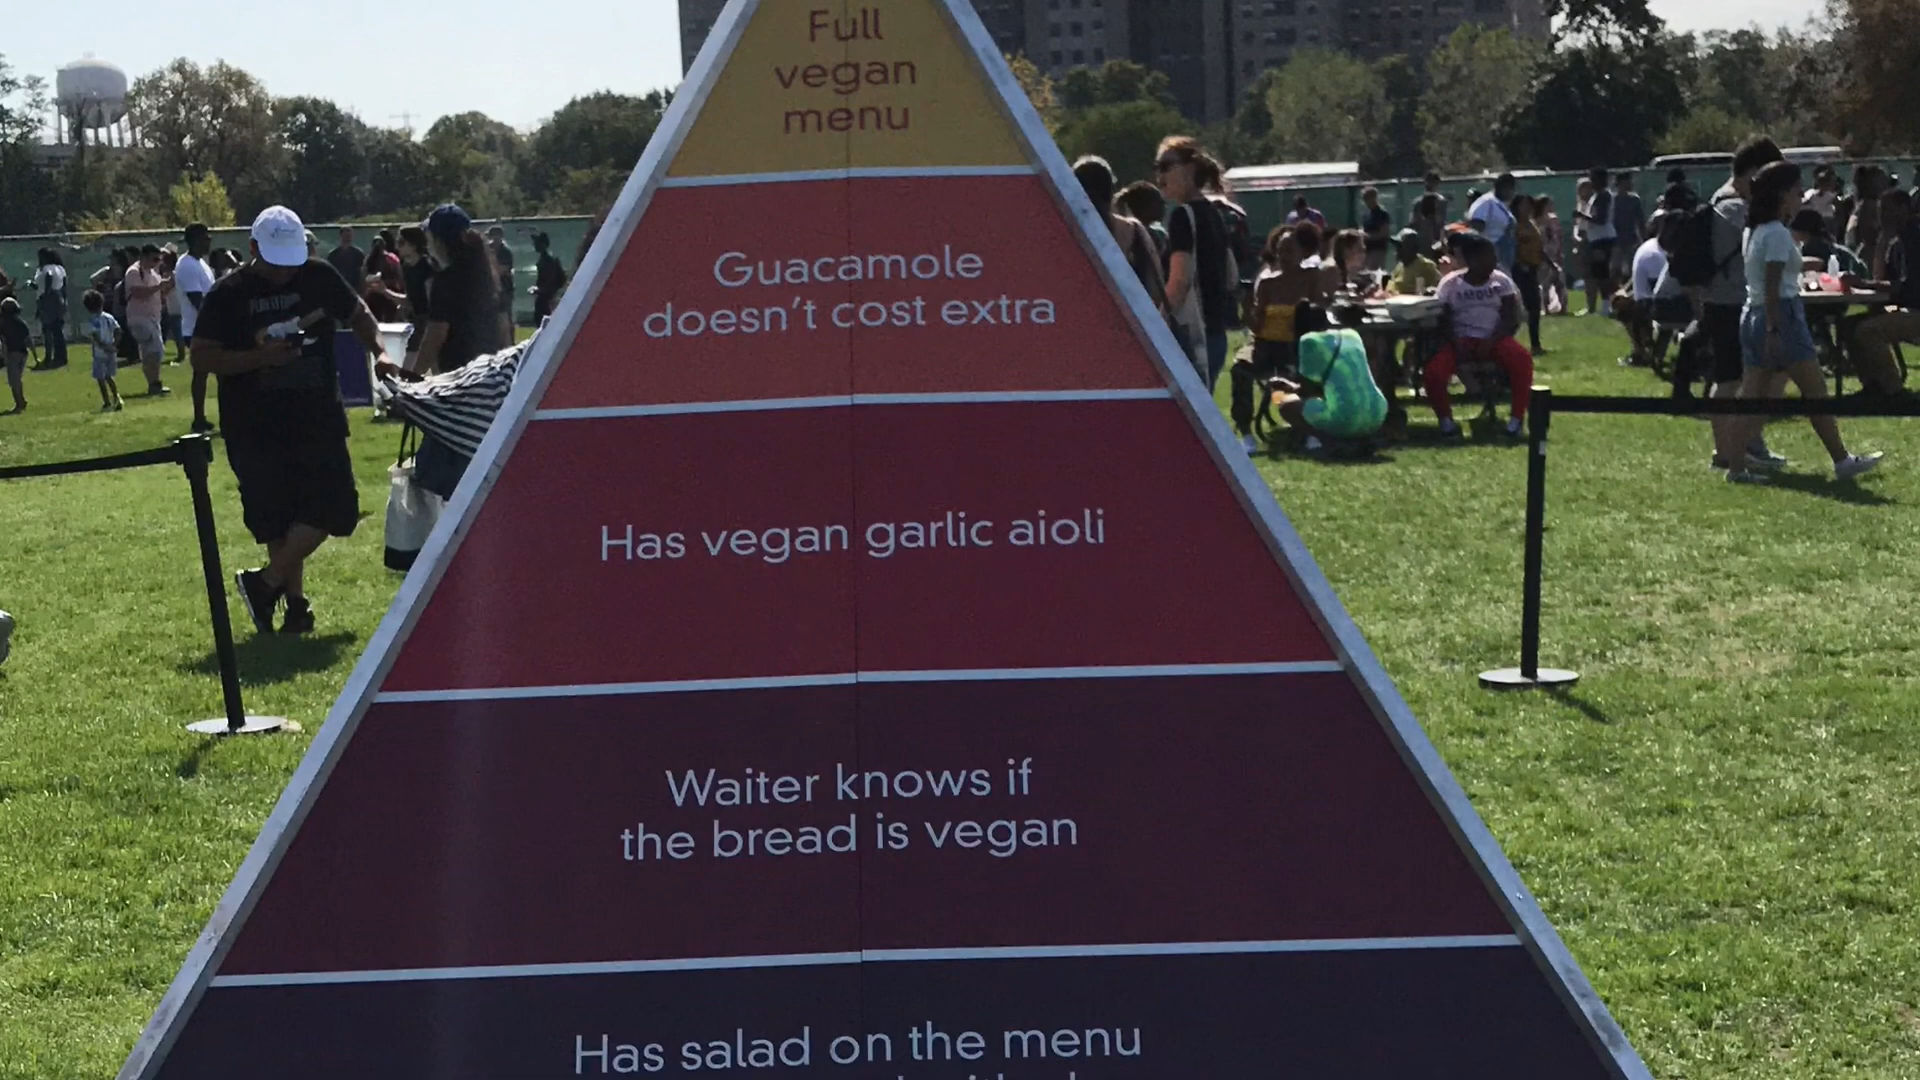 Full
vegan
menu
Guacamole
doesn't cost extra
Has vegan garlic aioli
Waiter knows if
the bread is vegan
Has salad on the menu